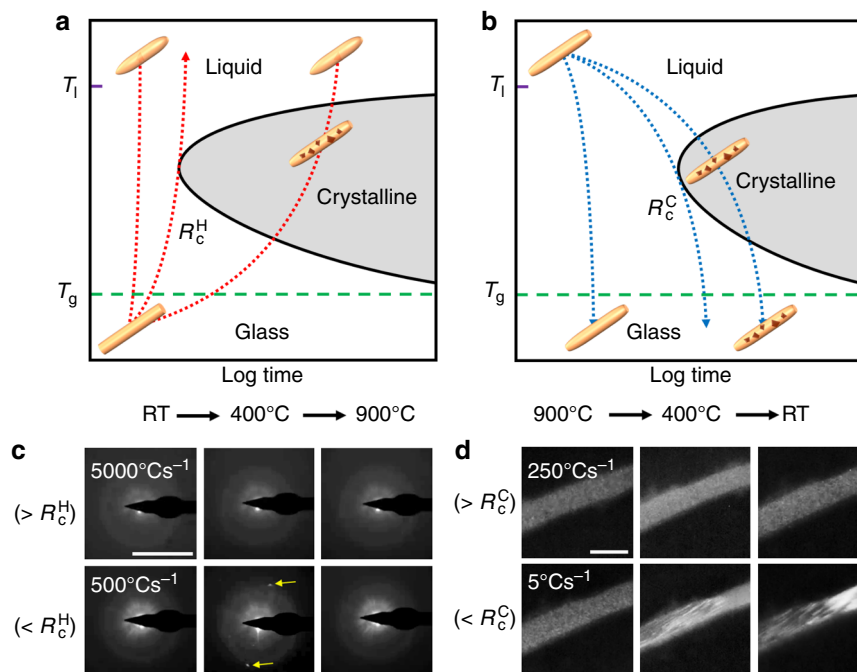 a
Liquid
T_l
Crystalline
R_c^H
T_g
Glass
Log time
b
Liquid
T_l
Crystalline
R_c^C
T_g
Glass
Log time
RT 400°C 900°C
900°C 400°C RT
c
5000°Cs⁻¹
(> R_c^H)
500°Cs⁻¹
(< R_c^H)
d
250°Cs⁻¹
(> R_c^C)
5°Cs⁻¹
(< R_c^C)